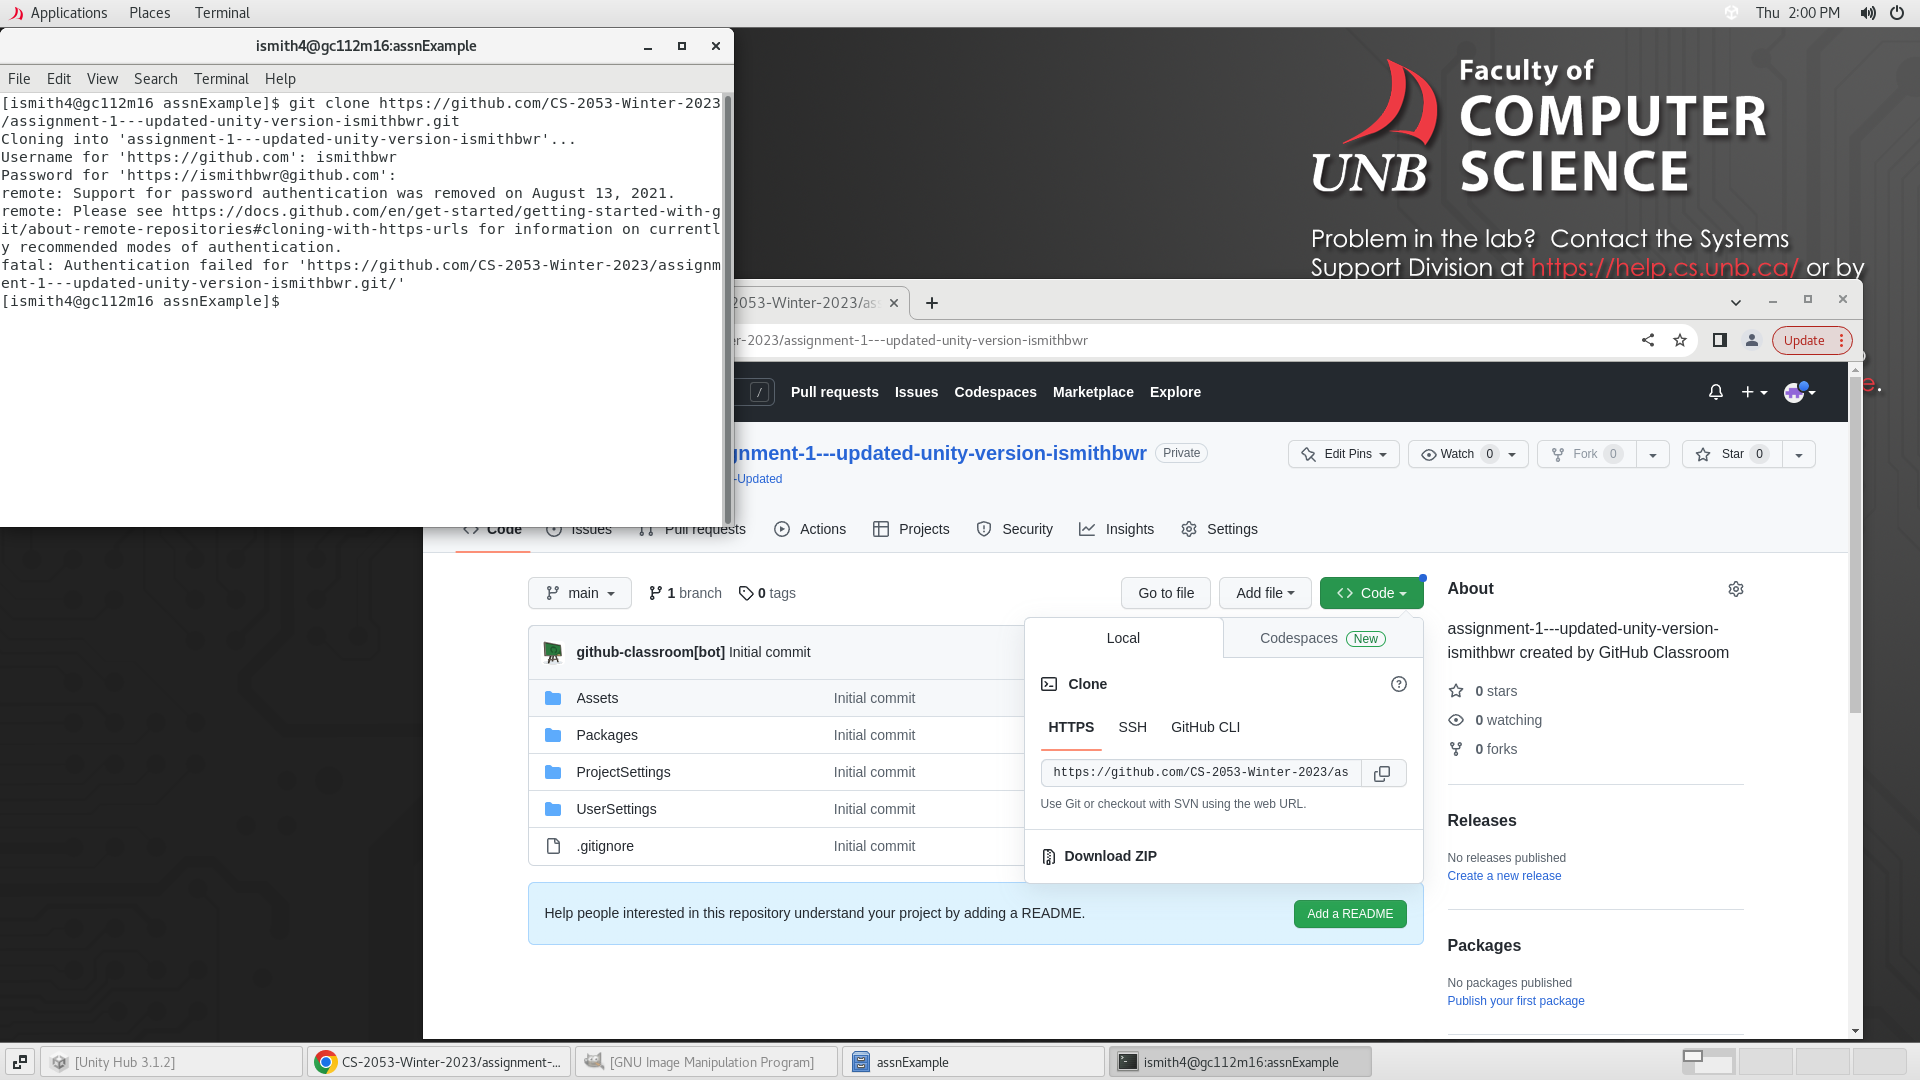 Applications Places Terminal
Thu 2:00 PM
ismith4@gc112m16:assnExample
File Edit View Search Terminal Help
[ismith4@gc112m16 assnExample]$ git clone https://github.com/CS-2053-Winter-2023
/assignment-1---updated-unity-version-ismithbwr.git
Cloning into 'assignment-1---updated-unity-version-ismithbwr'...
Username for 'https://github.com': ismithbwr
Password for 'https://ismithbwr@github.com':
remote: Support for password authentication was removed on August 13, 2021.
remote: Please see https://docs.github.com/en/get-started/getting-started-with-g
it/about-remote-repositories#cloning-with-https-urls for information on currentl
y recommended modes of authentication.
fatal: Authentication failed for 'https://github.com/CS-2053-Winter-2023/assignm
ent-1---updated-unity-version-ismithbwr.git/'
[ismith4@gc112m16 assnExample]$
Faculty of
COMPUTER
SCIENCE
UNB
Problem in the lab? Contact the Systems
Support Division at https://help.cs.unb.ca/ or by
e.
2053-Winter-2023/as
er-2023/assignment-1---updated-unity-version-ismithbwr
Update
/ Pull requests Issues Codespaces Marketplace Explore
gnment-1---updated-unity-version-ismithbwr Private
-Updated
Edit Pins Watch 0 Fork 0 Star 0
Code Issues Pull requests Actions Projects Security Insights Settings
main 1 branch 0 tags
Go to file Add file Code
github-classroom[bot] Initial commit
Assets Initial commit
Packages Initial commit
ProjectSettings Initial commit
UserSettings Initial commit
.gitignore Initial commit
Local Codespaces New
Clone
HTTPS SSH GitHub CLI
https://github.com/CS-2053-Winter-2023/as
Use Git or checkout with SVN using the web URL.
Download ZIP
Help people interested in this repository understand your project by adding a README.
Add a README
About
assignment-1---updated-unity-version-
ismithbwr created by GitHub Classroom
0 stars
0 watching
0 forks
Releases
No releases published
Create a new release
Packages
No packages published
Publish your first package
[Unity Hub 3.1.2]
CS-2053-Winter-2023/assignment-...
[GNU Image Manipulation Program]
assnExample
ismith4@gc112m16:assnExample